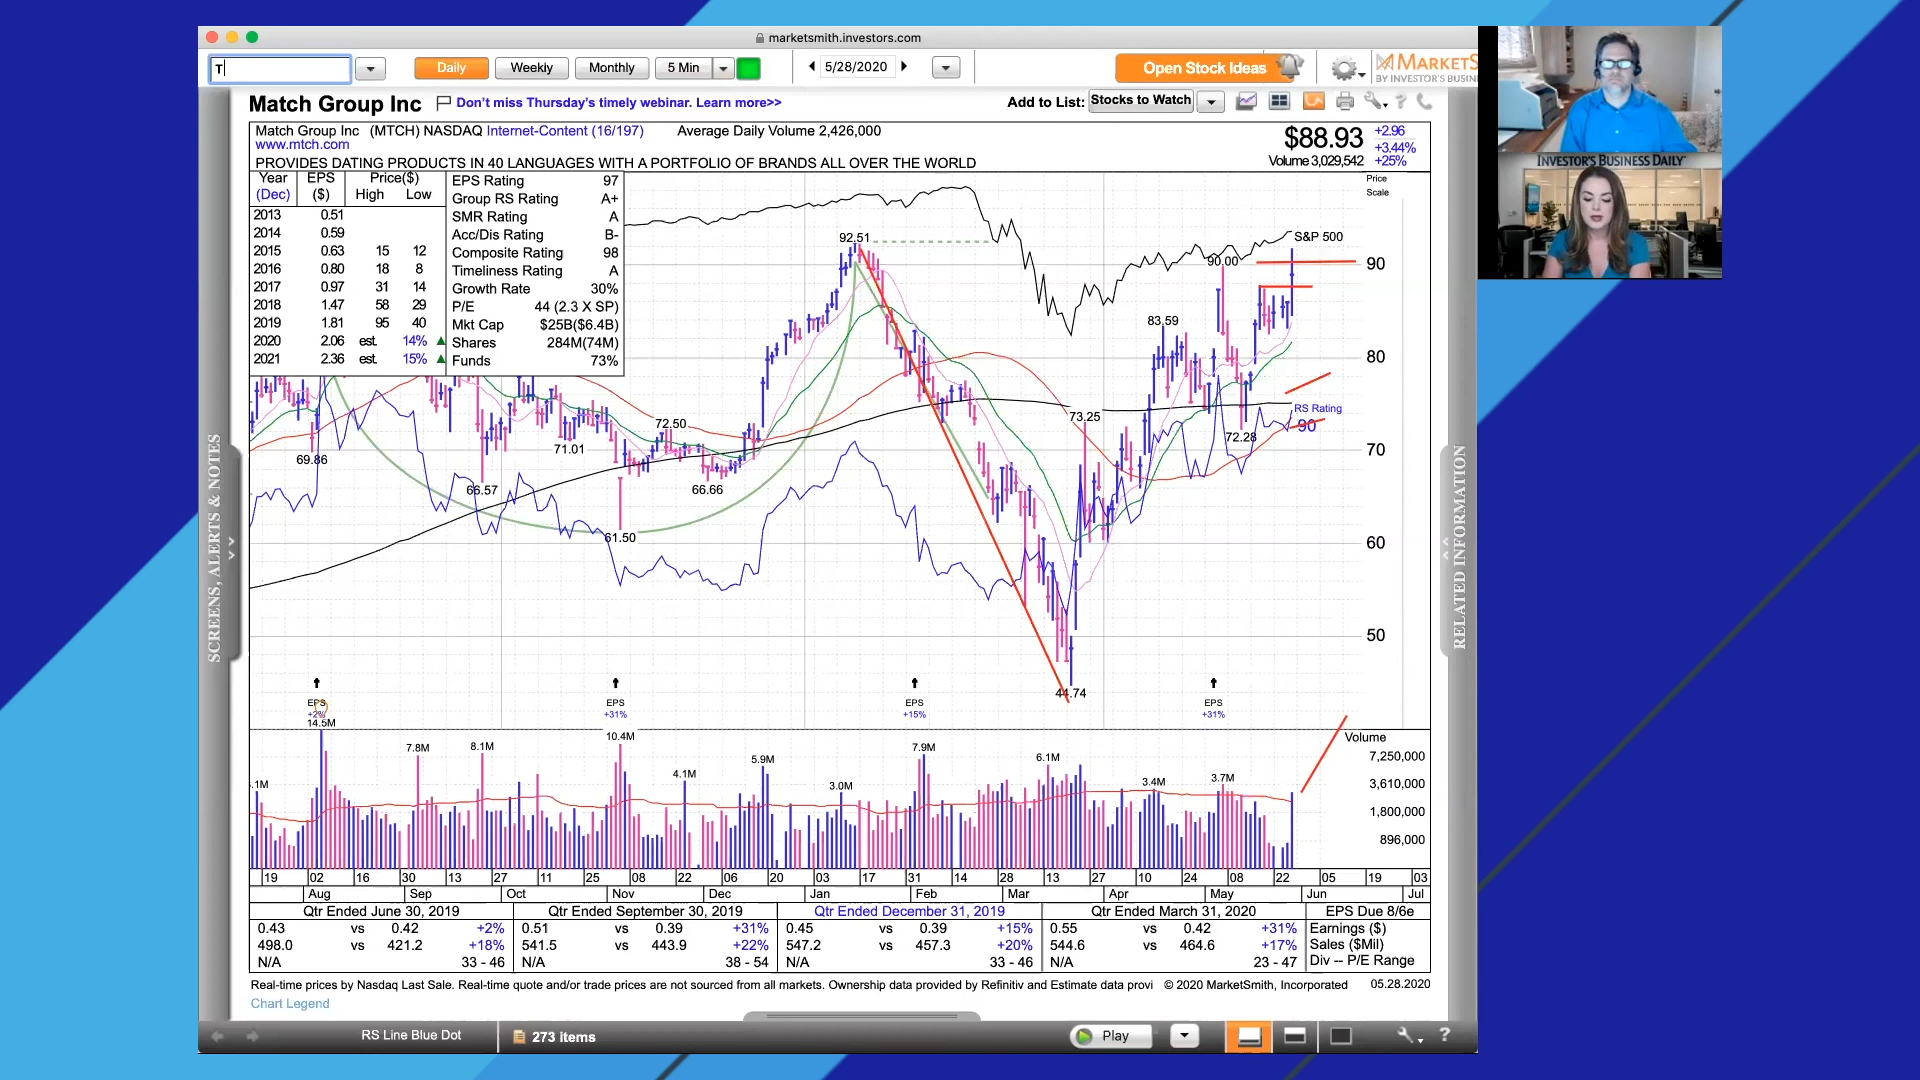 marketsmith.investors.com
T
Daily
Weekly
Monthly
5 Min
5/28/2020
Open Stock Ideas
MARKETS
BY INVESTOR'S BUSIN
Match Group Inc
Don't miss Thursday's timely webinar. Learn more>>
Add to List:
Stocks to Watch
Match Group Inc (MTCH) NASDAQ Internet-Content (16/197) Average Daily Volume 2,426,000
www.mtch.com
$88.93
+2.96
+3.44%
Volume 3,029,542 +25%
PROVIDES DATING PRODUCTS IN 40 LANGUAGES WITH A PORTFOLIO OF BRANDS ALL OVER THE WORLD
Year EPS Price($)
(Dec) ($) High Low
2013 0.51
2014 0.59
2015 0.63 15 12
2016 0.80 18 8
2017 0.97 31 14
2018 1.47 58 29
2019 1.81 95 40
2020 2.06 est. 14%
2021 2.36 est. 15%
EPS Rating 97
Group RS Rating A+
SMR Rating A
Acc/Dis Rating B-
Composite Rating 98
Timeliness Rating A
Growth Rate 30%
P/E 44 (2.3 X SP)
Mkt Cap $25B($6.4B)
Shares 284M(74M)
Funds 73%
Price
Scale
92.51
S&P 500
90.00
90
83.59
80
RS Rating
90
73.25
72.50
72.28
71.01
70
69.86
66.57
66.66
61.50
60
50
44.74
EPS
+2%
14.5M
EPS
+31%
EPS
+15%
EPS
+31%
Volume
7,250,000
3,610,000
1,800,000
896,000
.1M
7.8M
8.1M
10.4M
4.1M
5.9M
3.0M
7.9M
6.1M
3.4M
3.7M
19 02 16 30 13 27 11 25 08 22 06 20 03 17 31 14 28 13 27 10 24 08 22 05 19 03
Aug Sep Oct Nov Dec Jan Feb Mar Apr May Jun Jul
Qtr Ended June 30, 2019
0.43 vs 0.42 +2%
498.0 vs 421.2 +18%
N/A 33 - 46
Qtr Ended September 30, 2019
0.51 vs 0.39 +31%
541.5 vs 443.9 +22%
N/A 38 - 54
Qtr Ended December 31, 2019
0.45 vs 0.39 +15%
547.2 vs 457.3 +20%
N/A 33 - 46
Qtr Ended March 31, 2020
0.55 vs 0.42 +31%
544.6 vs 464.6 +17%
N/A 23 - 47
EPS Due 8/6e
Earnings ($)
Sales ($Mil)
Div -- P/E Range
Real-time prices by Nasdaq Last Sale. Real-time quote and/or trade prices are not sourced from all markets. Ownership data provided by Refinitiv and Estimate data provi © 2020 MarketSmith, Incorporated 05.28.2020
Chart Legend
SCREENS, ALERTS & NOTES
RELATED INFORMATION
RS Line Blue Dot
273 items
Play
?
INVESTOR'S BUSINESS DAILY